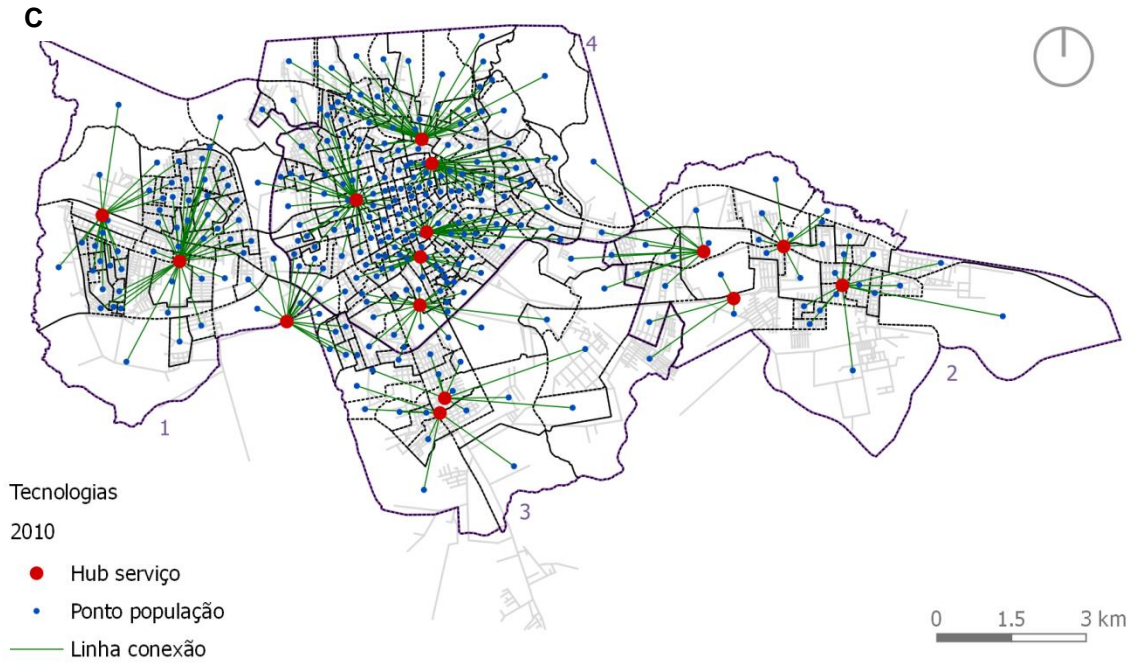 C
4
2
1
3
Tecnologias
2010
Hub serviço
Ponto população
Linha conexão
0 1.5 3 km